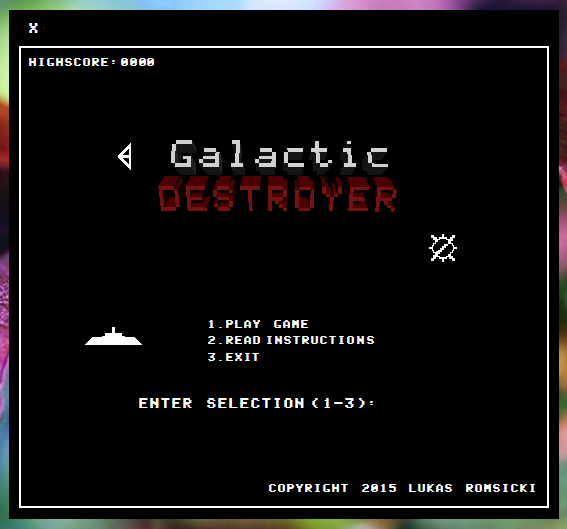 X
HIGHSCORE:0000
Galactic
DESTROYER
1.PLAY GAME
2.READ INSTRUCTIONS
3.EXIT
ENTER SELECTION (1-3):
COPYRIGHT 2015 LUKAS ROMSICKI